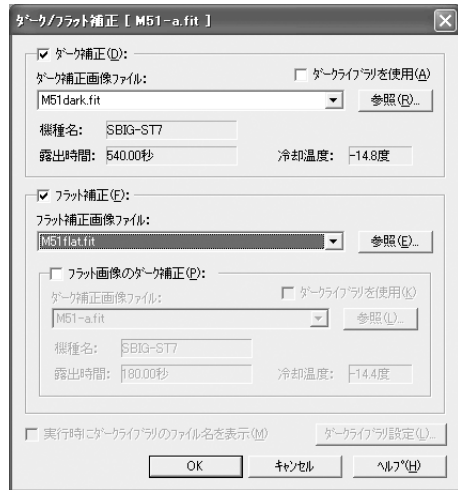 ダーク/フラット補正 [ M51-a.fit ]
ダーク補正(D):
ダーク補正画像ファイル:
ダークライブラリを使用(A)
M51dark.fit
参照(R)...
機種名: SBIG-ST7
露出時間: 540.00秒 冷却温度: -14.8度
フラット補正(F):
フラット補正画像ファイル:
M51flat.fit
参照(E)...
フラット画像のダーク補正(P):
ダーク補正画像ファイル:
ダークライブラリを使用(K)
M51-a.fit
参照(L)...
機種名: SBIG-ST7
露出時間: 180.00秒 冷却温度: -14.4度
実行時にダークライブラリのファイル名を表示(M)
ダークライブラリ設定(L)...
OK キャンセル ヘルプ(H)